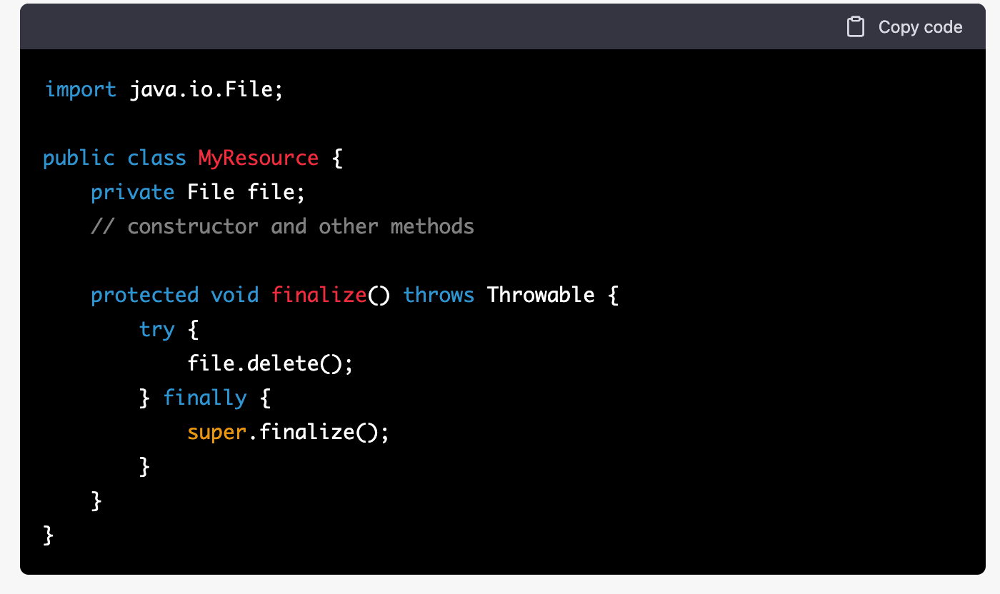 Copy code
import java.io.File;
public class MyResource {
    private File file;
    // constructor and other methods
    protected void finalize() throws Throwable {
        try {
            file.delete();
        } finally {
            super.finalize();
        }
    }
}